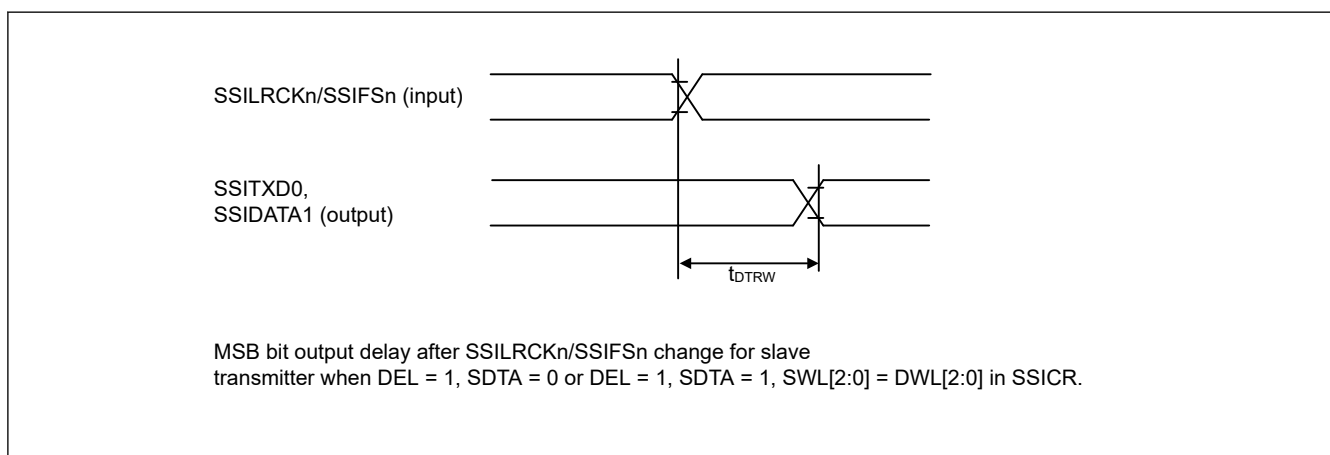 SSILRCKn/SSIFSn (input)
SSITXD0,
SSIDATA1 (output)
tDTRW
MSB bit output delay after SSILRCKn/SSIFSn change for slave
transmitter when DEL = 1, SDTA = 0 or DEL = 1, SDTA = 1, SWL[2:0] = DWL[2:0] in SSICR.